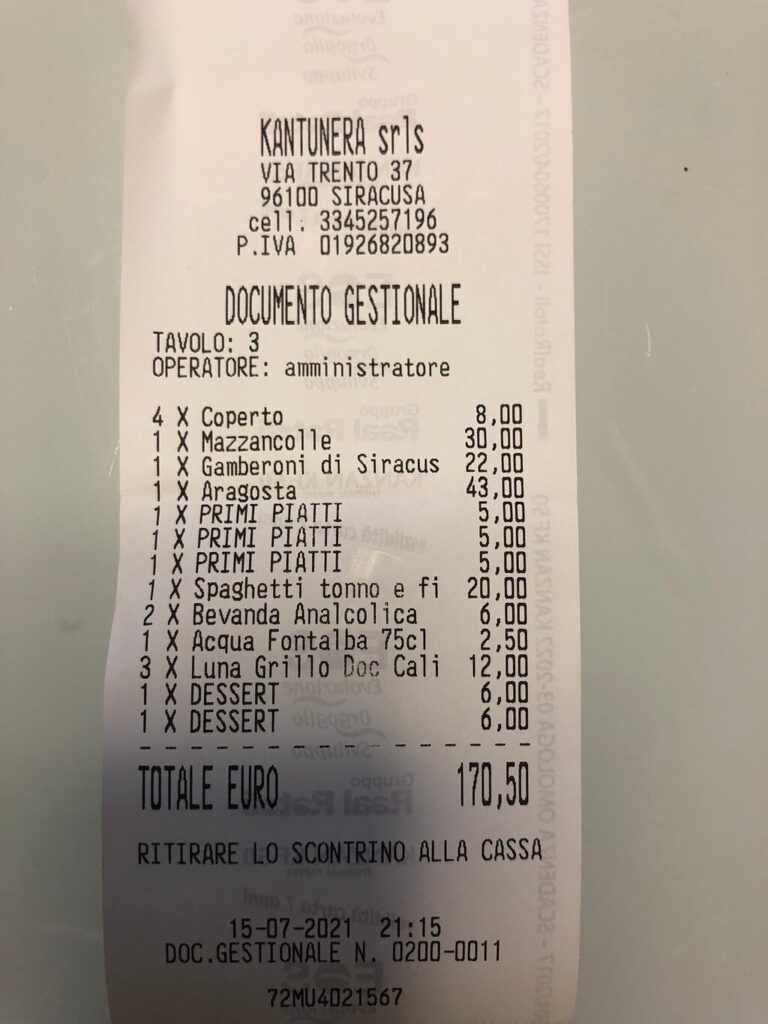 KANTUNERA srls
VIA TRENTO 37
96100 SIRACUSA
cell. 3345257196
P.IVA 01926820893
DOCUMENTO GESTIONALE
TAVOLO: 3
OPERATORE: amministratore
4 X Coperto 8,00
1 X Mazzancolle 30,00
1 X Gamberoni di Siracus 22,00
1 X Aragosta 43,00
1 X PRIMI PIATTI 5,00
1 X PRIMI PIATTI 5,00
1 X PRIMI PIATTI 5,00
1 X Spaghetti tonno e fi 20,00
2 X Bevanda Analcolica 6,00
1 X Acqua Fontalba 75cl 2,50
3 X Luna Grillo Doc Cali 12,00
1 X DESSERT 6,00
1 X DESSERT 6,00
TOTALE EURO 170,50
RITIRARE LO SCONTRINO ALLA CASSA
15-07-2021 21:15
DOC.GESTIONALE N. 0200-0011
72MU4021567